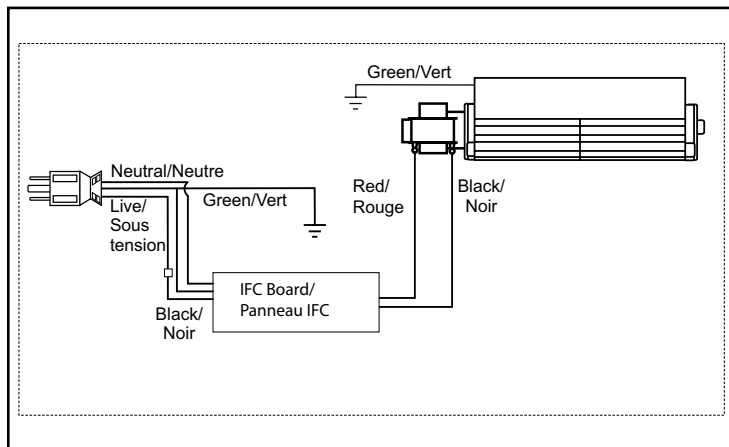 Green/Vert
Neutral/Neutre
Green/Vert
Live/
Sous
tension
Red/
Rouge
Black/
Noir
Black/
Noir
IFC Board/
Panneau IFC